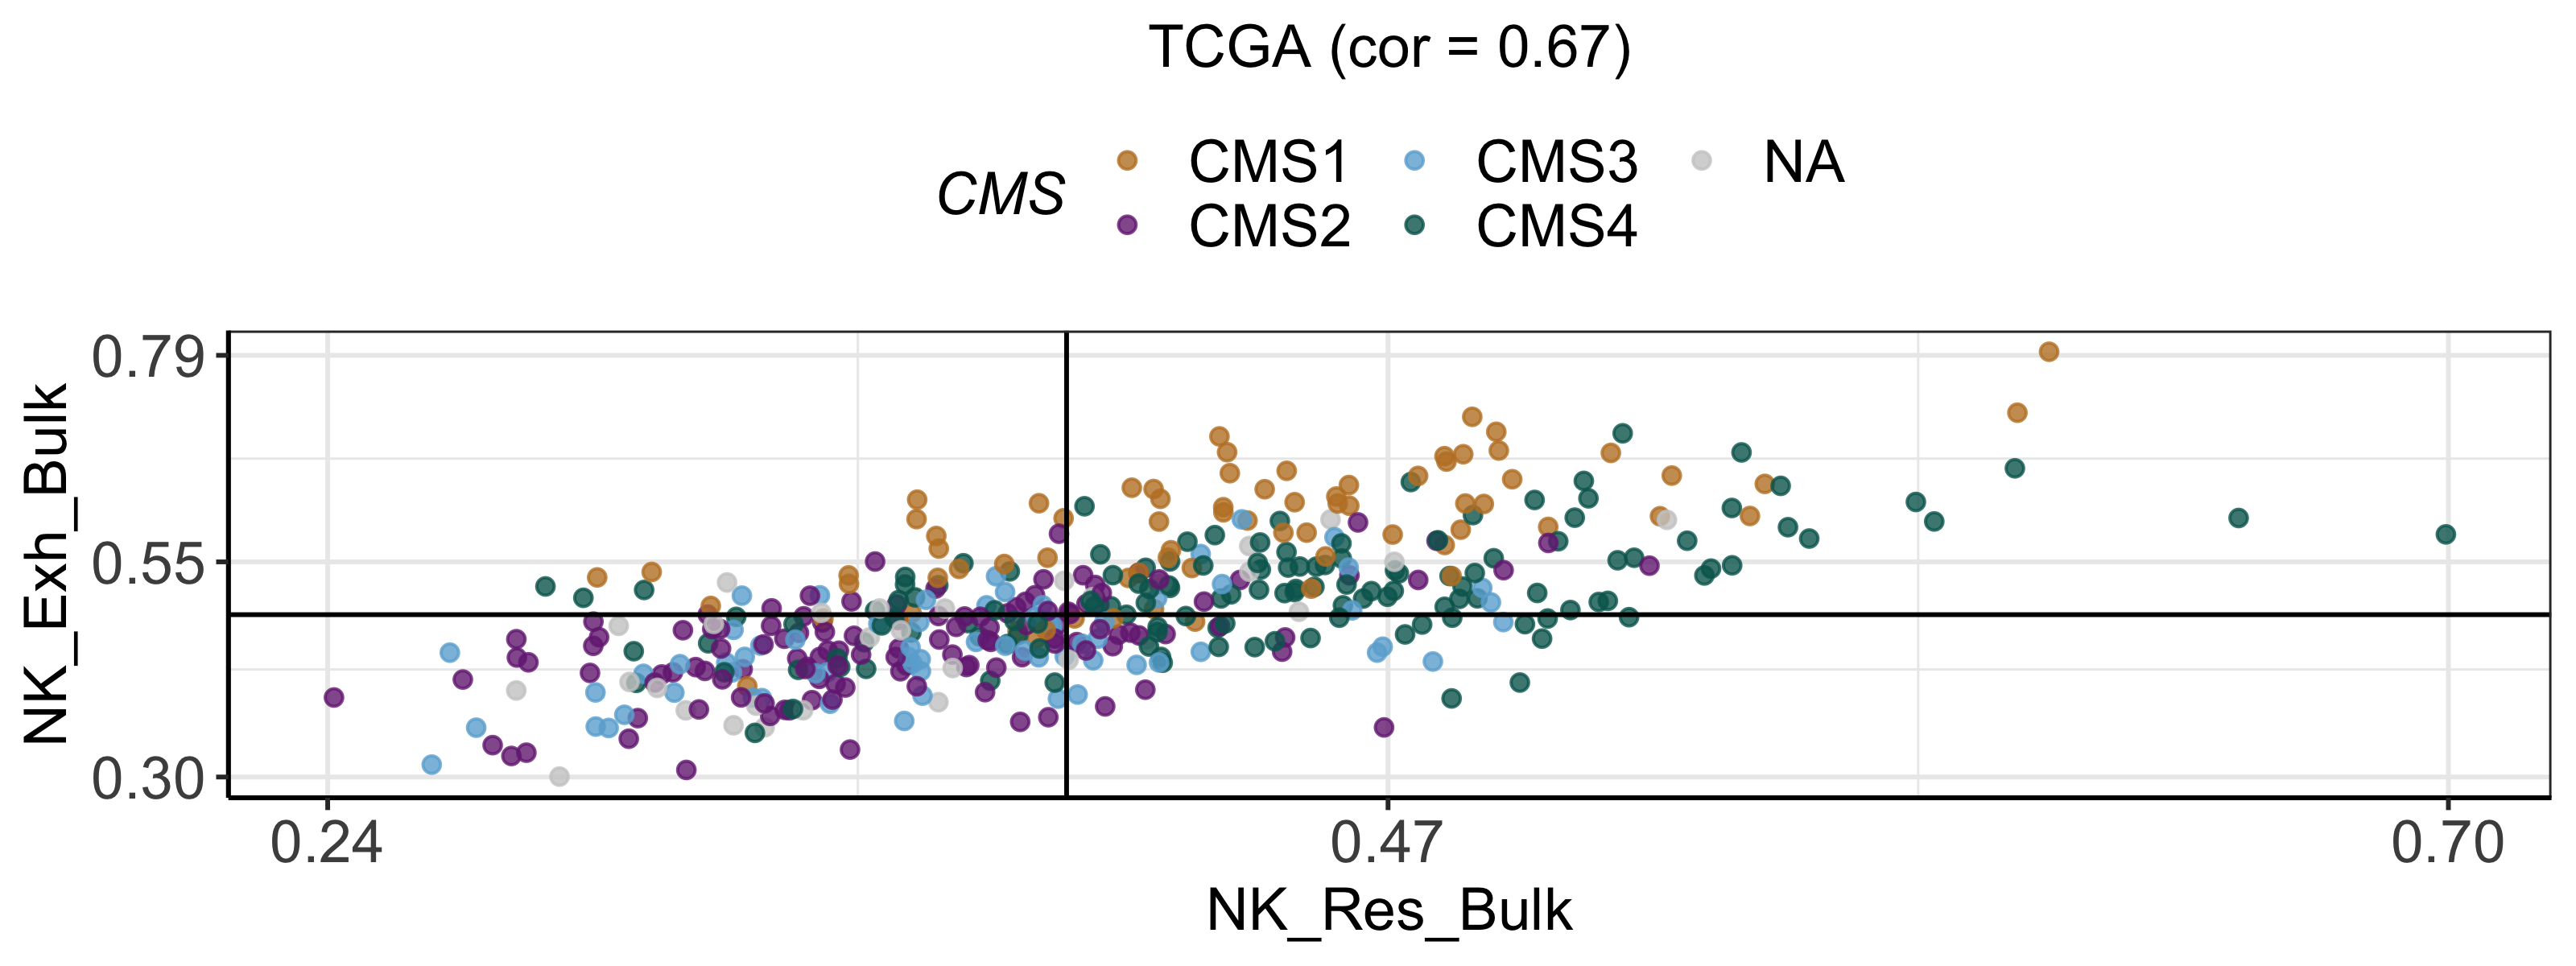 TCGA (cor = 0.67)
CMS
CMS1
CMS3
NA
CMS2
CMS4
NK_Exh_Bulk
0.79
0.55
0.30
0.24
0.47
0.70
NK_Res_Bulk